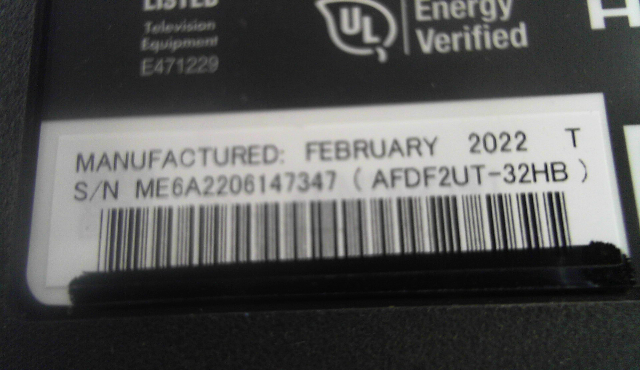 LISTED
Television
Equipment
E471229
UL
Energy
Verified
H
MANUFACTURED: FEBRUARY 2022 T
S/N ME6A2206147347 ( AFDF2UT-32HB )